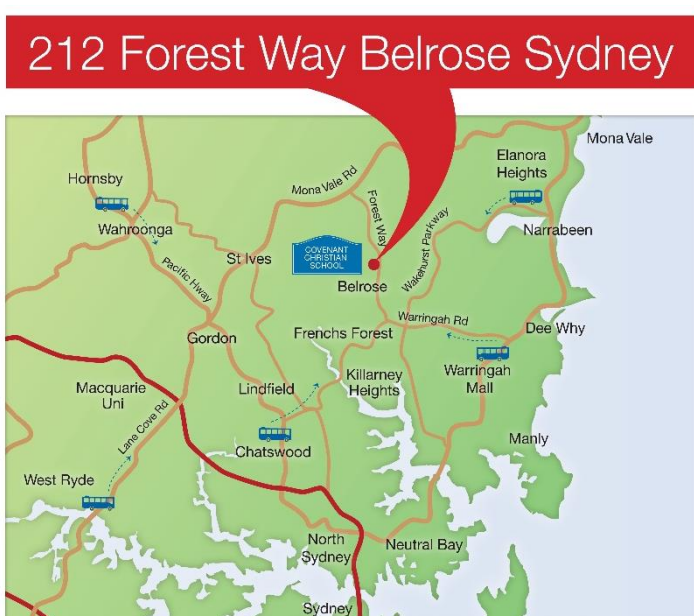 212 Forest Way Belrose Sydney
Mona Vale
Elanora
Heights
Hornsby
Mona Vale Rd
Forest Way
Wakehurst Parkway
Wahroonga
Narrabeen
St Ives
COVENANT
CHRISTIAN
SCHOOL
Pacific Hway
Belrose
Warringah Rd
Dee Why
Frenchs Forest
Gordon
Killarney
Heights
Warringah
Mall
Macquarie
Uni
Lindfield
Lane Cove Rd
Chatswood
Manly
West Ryde
North
Sydney
Neutral Bay
Sydney